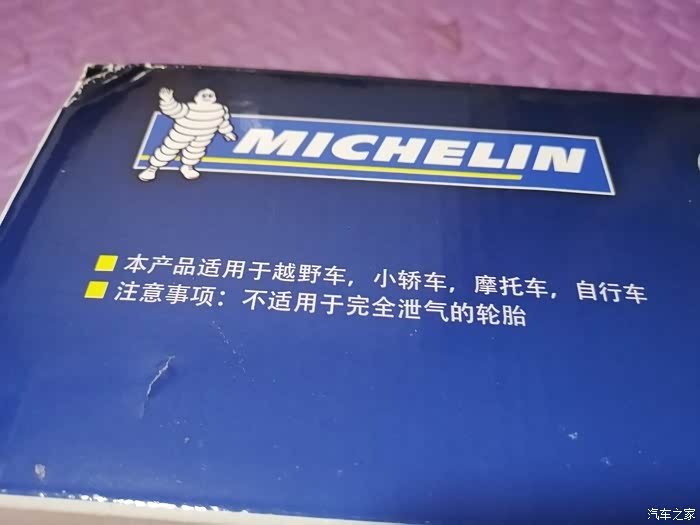 MICHELIN
本产品适用于越野车，小轿车，摩托车，自行车
注意事项：不适用于完全泄气的轮胎
汽车之家